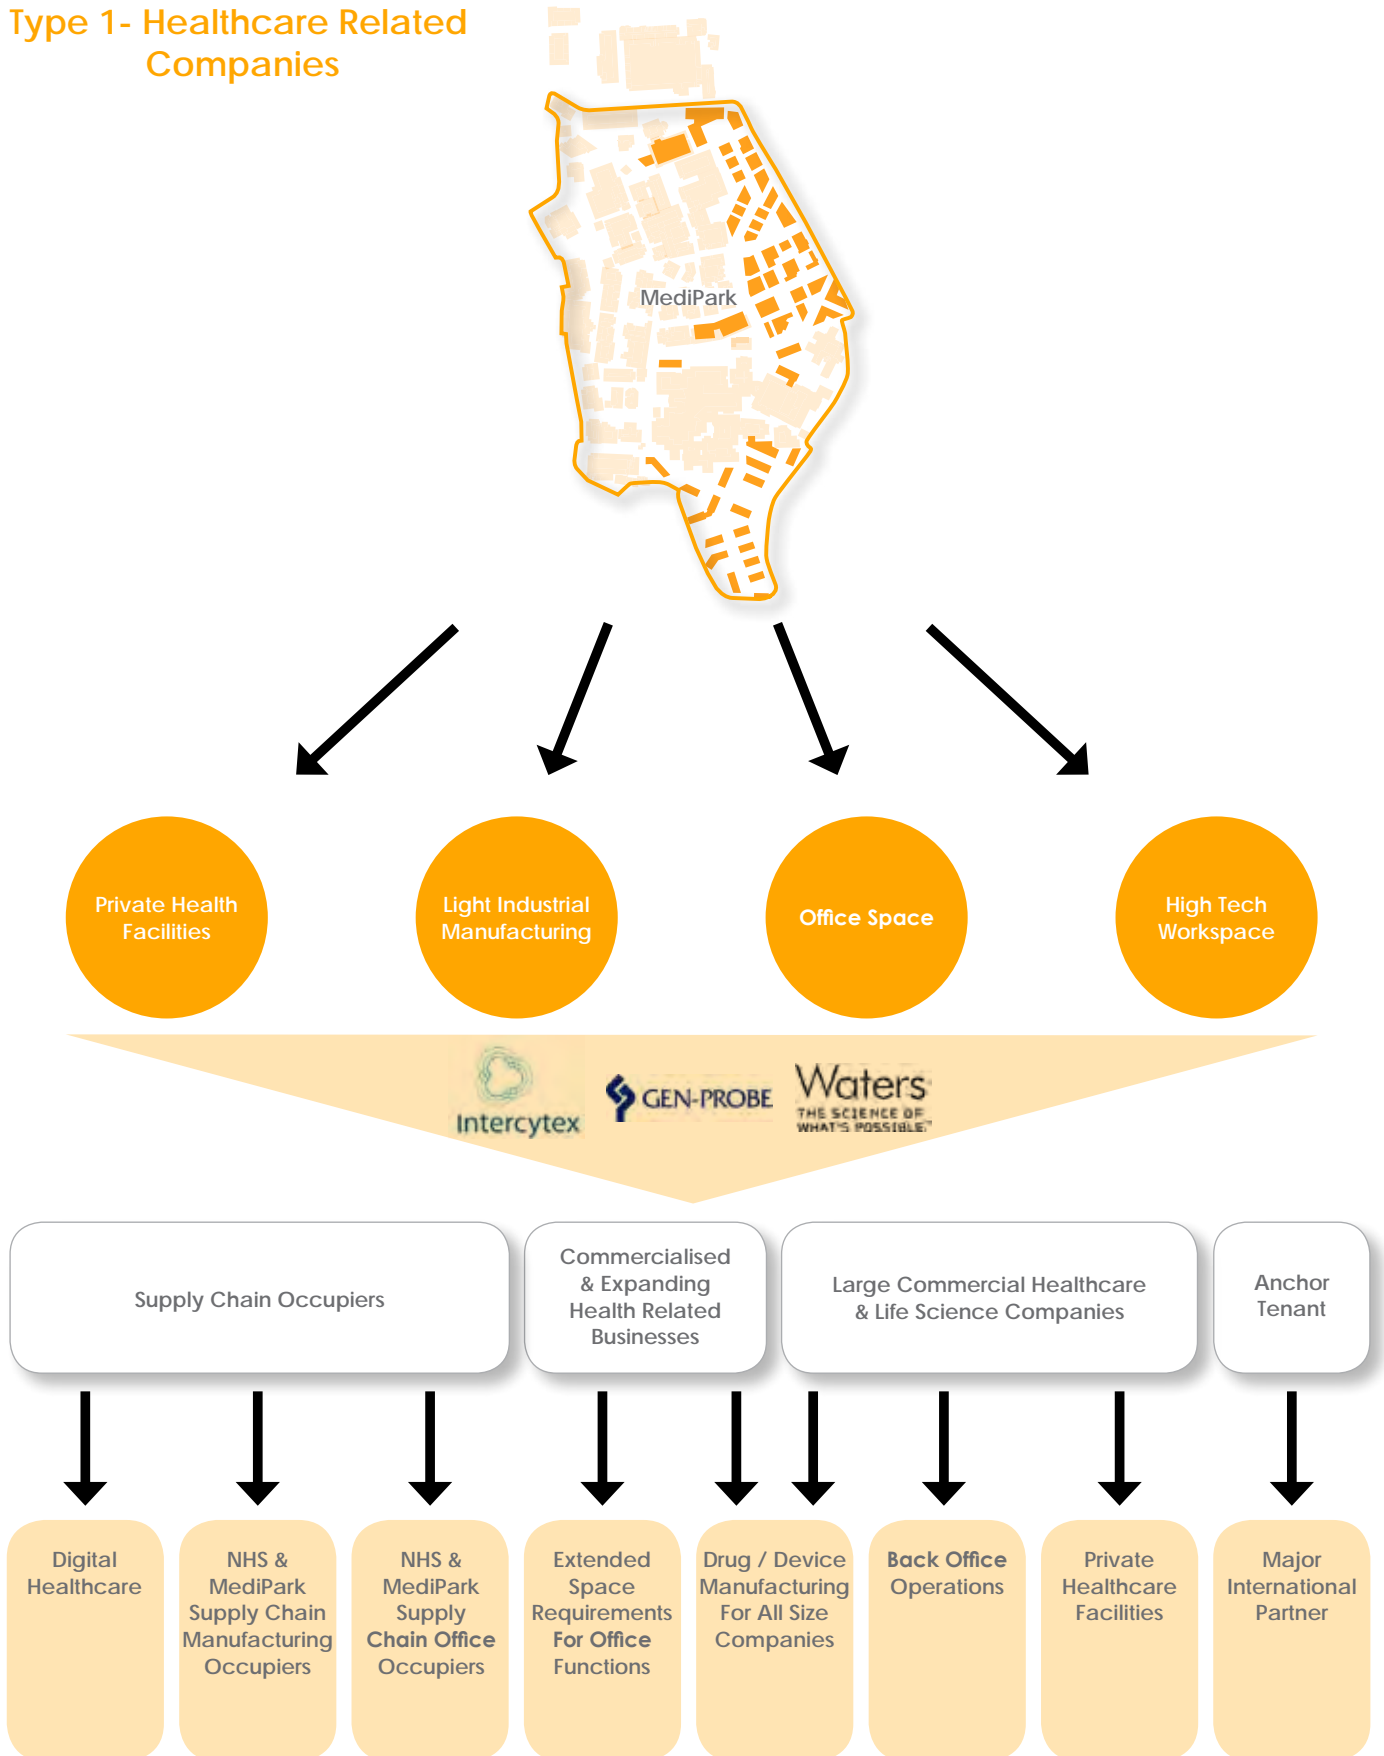 Type 1- Healthcare Related
Companies
MediPark
Private Health
Facilities
Light Industrial
Manufacturing
Office Space
High Tech
Workspace
Intercytex
GEN-PROBE
Waters
THE SCIENCE OF
WHAT'S POSSIBLE.™
Supply Chain Occupiers
Commercialised
& Expanding
Health Related
Businesses
Large Commercial Healthcare
& Life Science Companies
Anchor
Tenant
Digital
Healthcare
NHS &
MediPark
Supply Chain
Manufacturing
Occupiers
NHS &
MediPark
Supply
Chain Office
Occupiers
Extended
Space
Requirements
For Office
Functions
Drug / Device
Manufacturing
For All Size
Companies
Back Office
Operations
Private
Healthcare
Facilities
Major
International
Partner